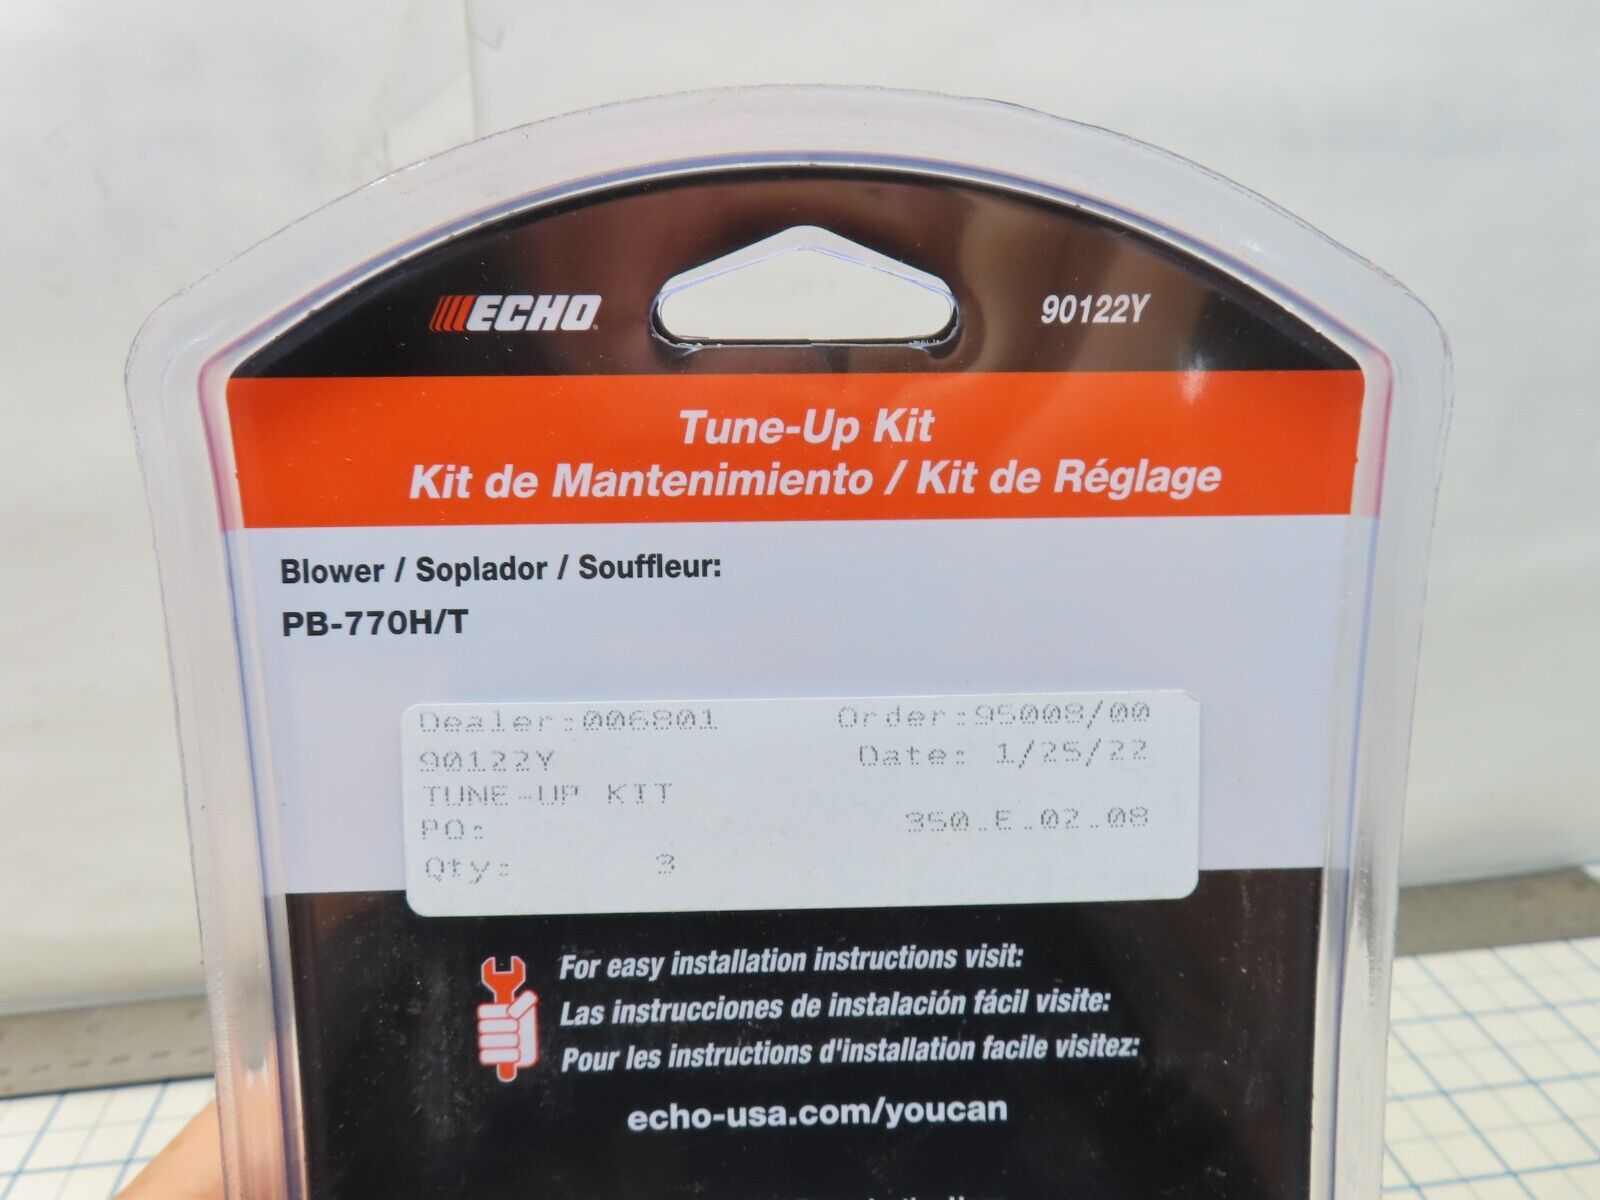 ECHO 90122Y
Tune-Up Kit
Kit de Mantenimiento / Kit de Réglage
Blower / Soplador / Souffleur:
PB-770H/T
Dealer:006801 Order:95008/00
90122Y Date: 1/25/22
TUNE-UP KIT
PO: 350.E.02.08
Qty: 3
For easy installation instructions visit:
Las instrucciones de instalación fácil visite:
Pour les instructions d'installation facile visitez:
echo-usa.com/youcan